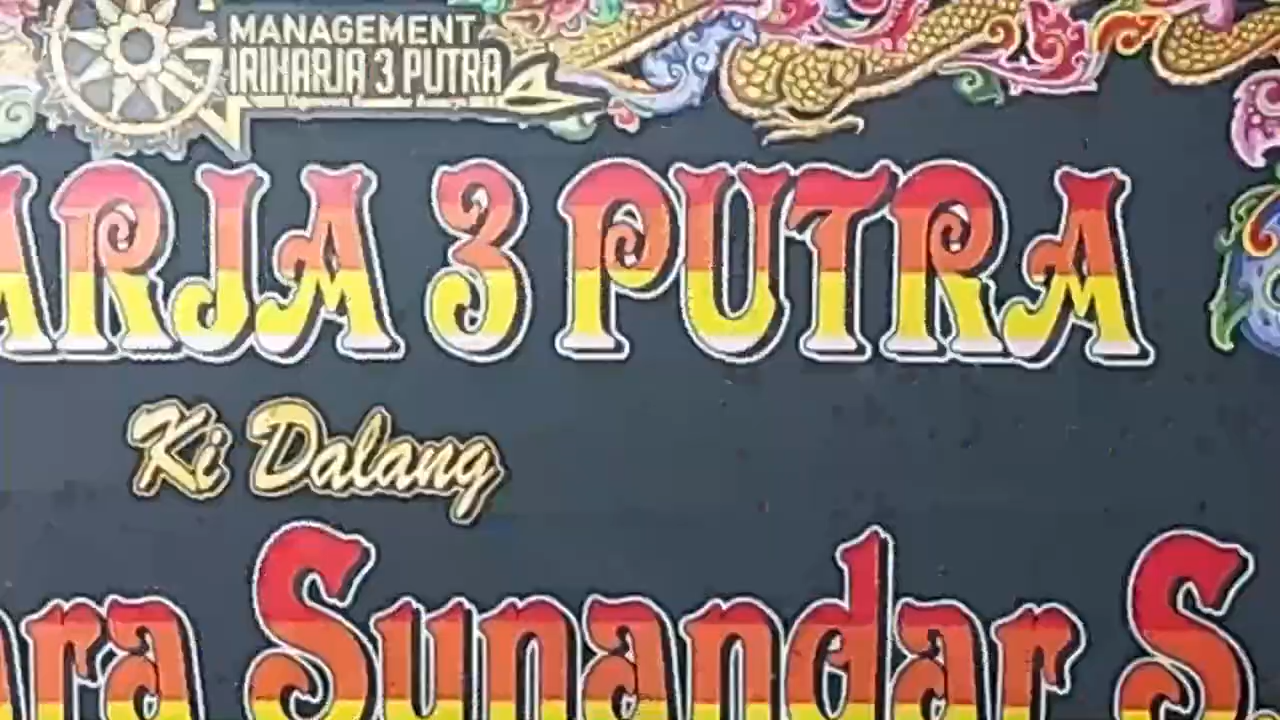 MANAGEMENT
IRIHARJA 3 PUTRA
ARJA 3 PUTRA
Ki Dalang
ara Sunandar S.